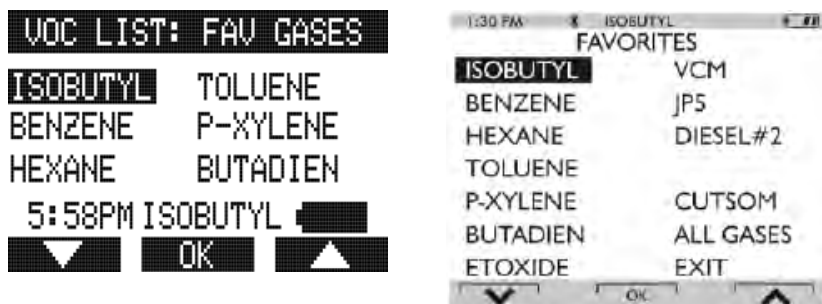 VOC LIST: FAV GASES
ISOBUTYL TOLUENE
BENZENE P-XYLENE
HEXANE BUTADIEN
5:58PM ISOBUTYL
OK
1:30 PM ISOBUTYL
FAVORITES
ISOBUTYL VCM
BENZENE JP5
HEXANE DIESEL#2
TOLUENE
P-XYLENE CUTSOM
BUTADIEN ALL GASES
ETOXIDE EXIT
OK